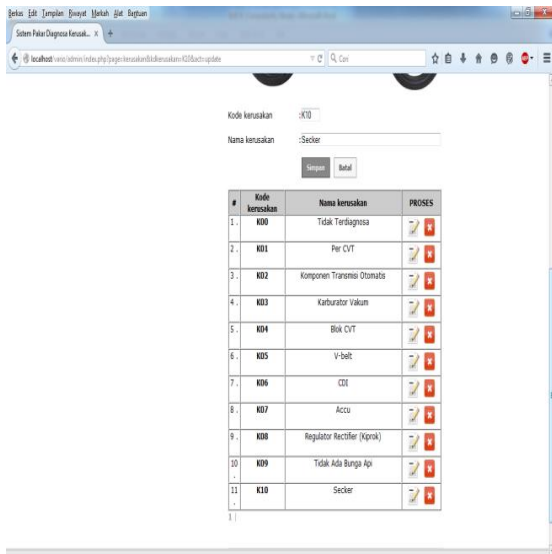 Berkas Edit Tampilan Riwayat Markah Alat Bantuan
Sistem Pakar Diagnosa Kerusak... × +
Cari
Kode kerusakan :K10
Nama kerusakan :Secker
Simpan Batal
# Kode kerusakan Nama kerusakan PROSES
1 . K00 Tidak Terdiagnosa
2 . K01 Per CVT
3 . K02 Komponen Transmisi Otomatis
4 . K03 Karburator Vakum
5 . K04 Blok CVT
6 . K05 V-belt
7 . K06 CDI
8 . K07 Accu
9 . K08 Regulator Rectifier (Kiprok)
10 . K09 Tidak Ada Bunga Api
11 . K10 Secker
1 |